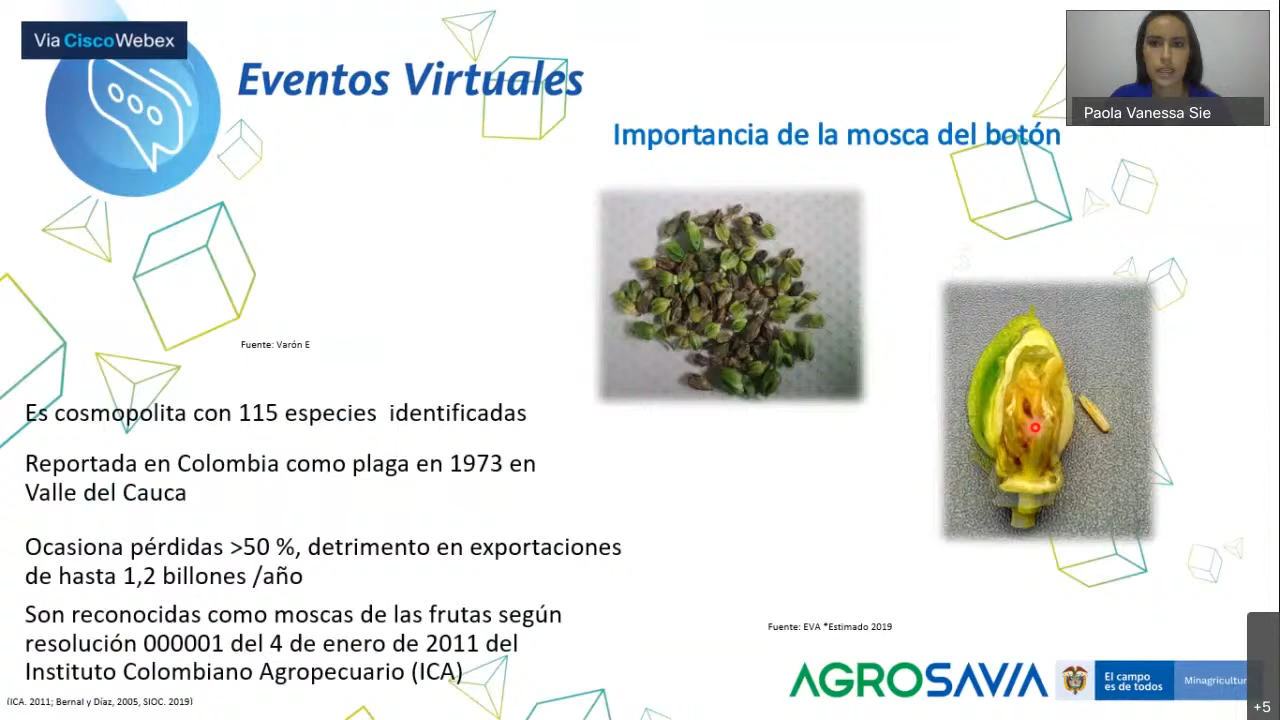 Vía CiscoWebex
Eventos Virtuales
Paola Vanessa Sie
Importancia de la mosca del botón
Fuente: Varón E
Es cosmopolita con 115 especies identificadas
Reportada en Colombia como plaga en 1973 en
Valle del Cauca
Ocasiona pérdidas >50 %, detrimento en exportaciones
de hasta 1,2 billones /año
Son reconocidas como moscas de las frutas según
resolución 000001 del 4 de enero de 2011 del
Instituto Colombiano Agropecuario (ICA)
(ICA. 2011; Bernal y Díaz, 2005, SIOC. 2019)
Fuente: EVA *Estimado 2019
AGROSAVIA
El campo
es de todos
Minagricultur
+5